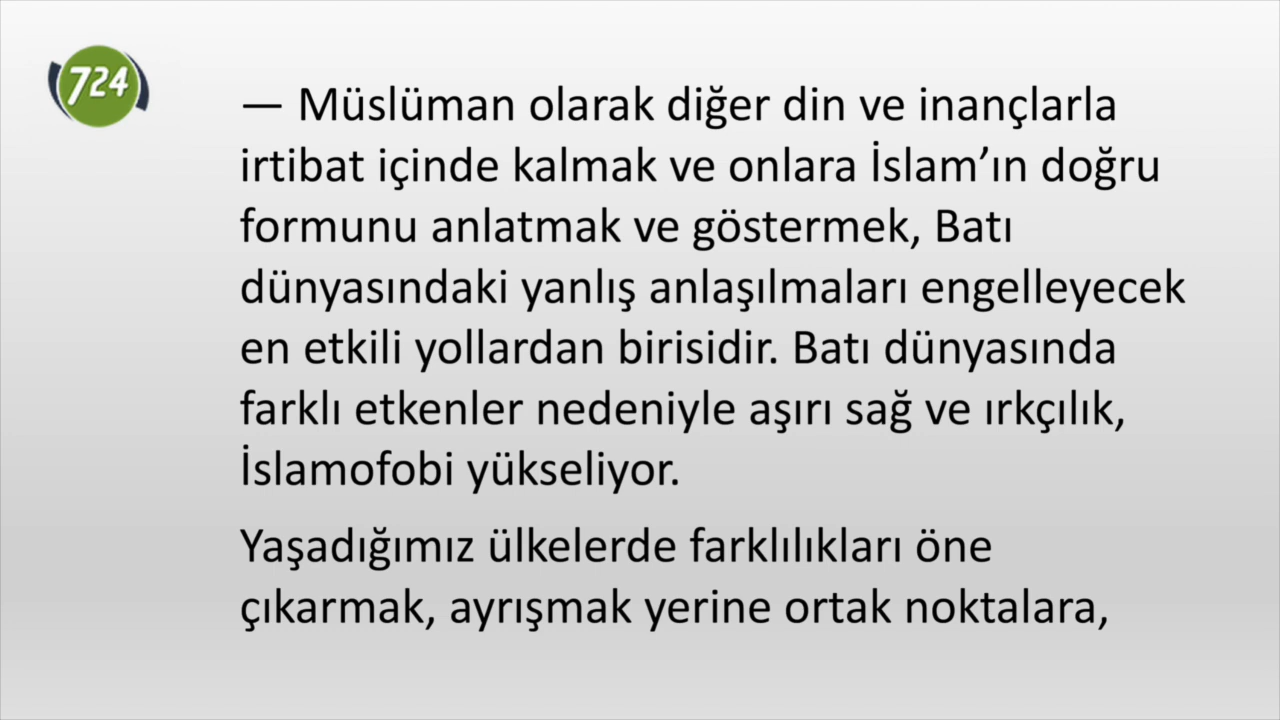 724
— Müslüman olarak diğer din ve inançlarla
irtibat içinde kalmak ve onlara İslam’ın doğru
formunu anlatmak ve göstermek, Batı
dünyasındaki yanlış anlaşılmaları engelleyecek
en etkili yollardan birisidir. Batı dünyasında
farklı etkenler nedeniyle aşırı sağ ve ırkçılık,
İslamofobi yükseliyor.
Yaşadığımız ülkelerde farklılıkları öne
çıkarmak, ayrışmak yerine ortak noktalara,